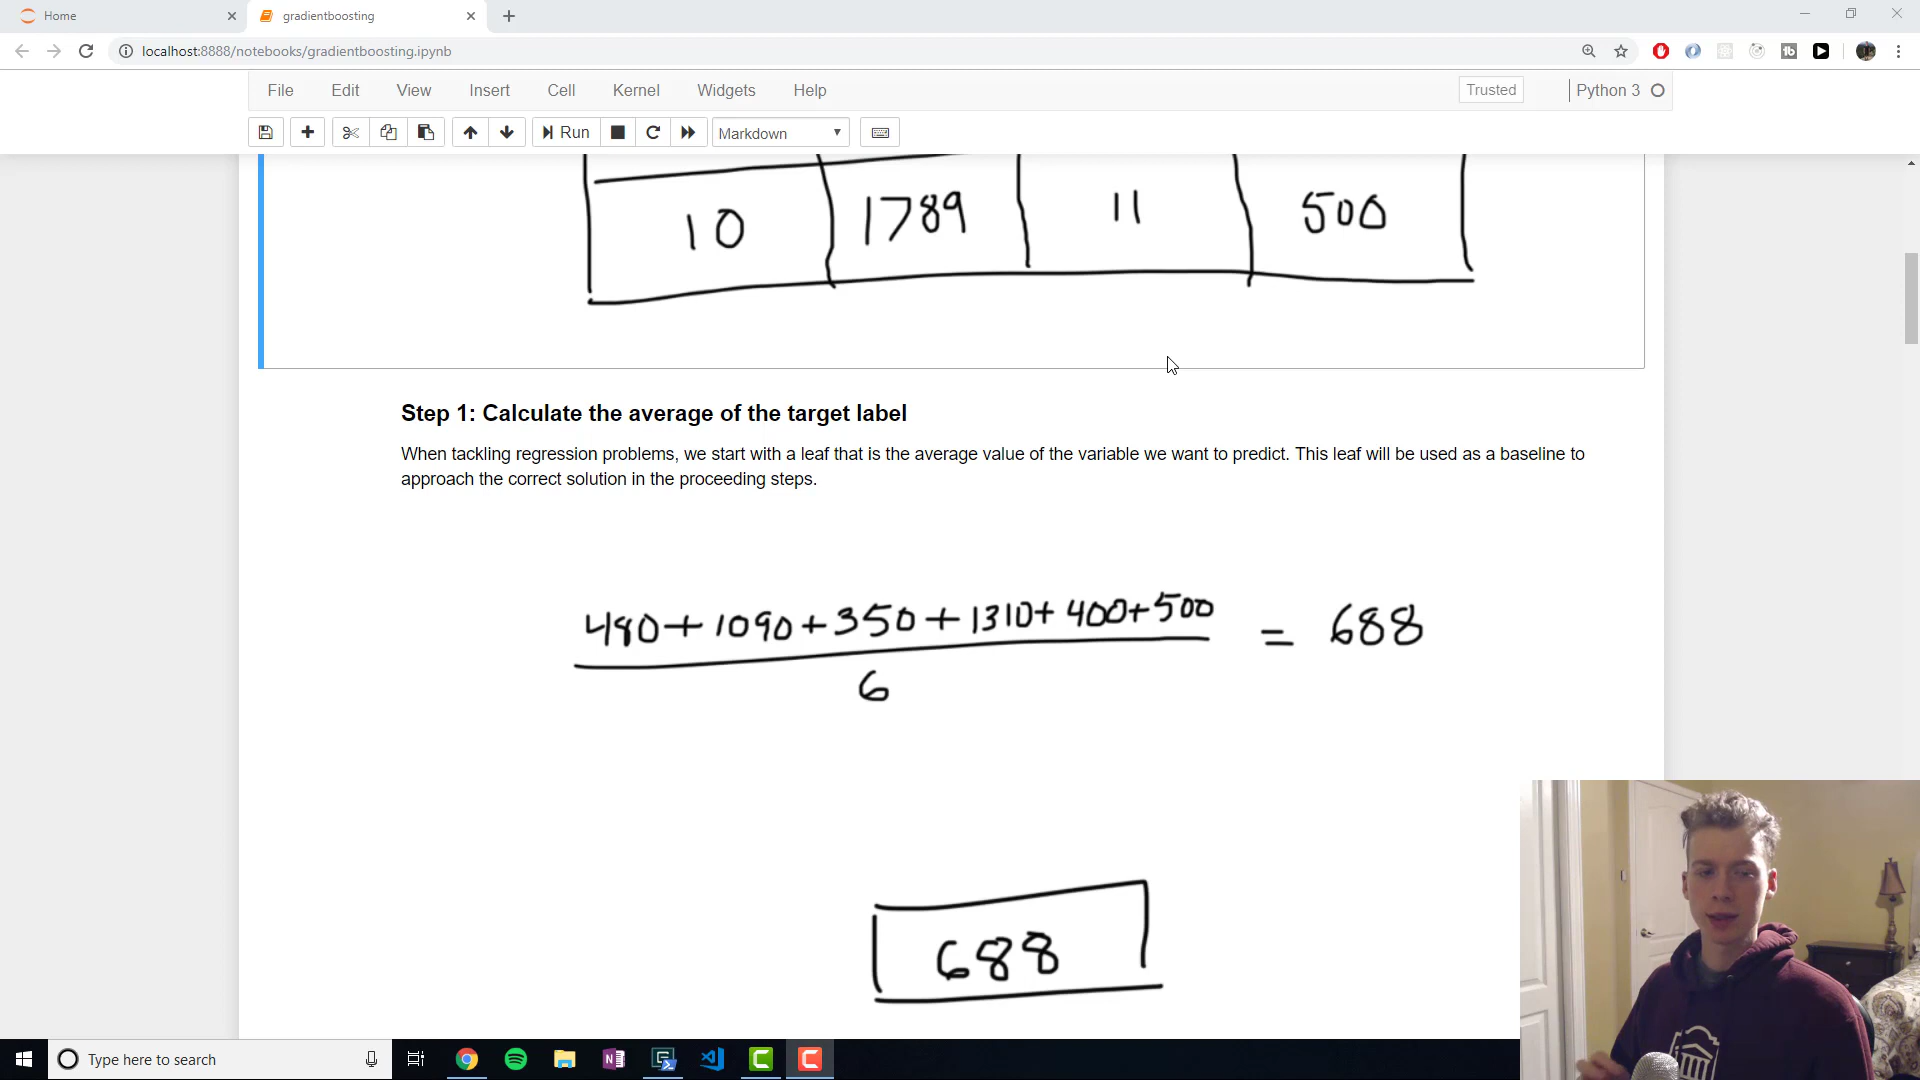 Home
gradientboosting
localhost:8888/notebooks/gradientboosting.ipynb
File Edit View Insert Cell Kernel Widgets Help Trusted Python 3
Run Markdown
10 1789 11 500
Step 1: Calculate the average of the target label
When tackling regression problems, we start with a leaf that is the average value of the variable we want to predict. This leaf will be used as a baseline to
approach the correct solution in the proceeding steps.
480+1090+350+1310+400+500 = 688
6
688
Type here to search